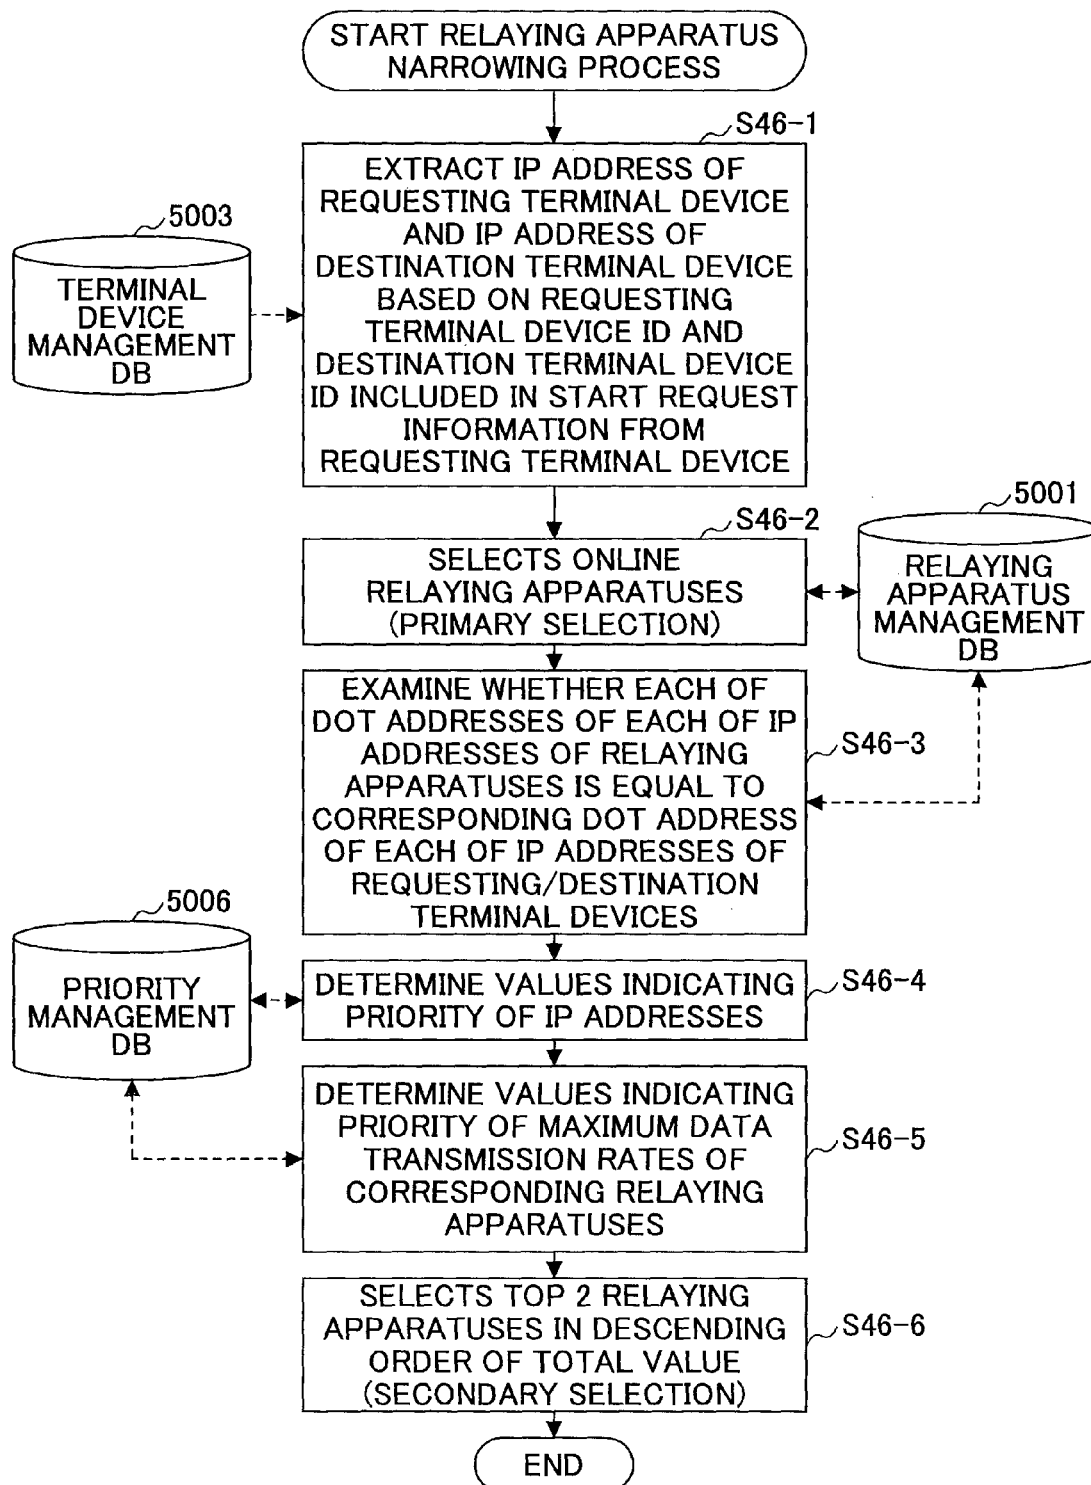 START RELAYING APPARATUS
NARROWING PROCESS
S46-1
EXTRACT IP ADDRESS OF
REQUESTING TERMINAL DEVICE
AND IP ADDRESS OF
DESTINATION TERMINAL DEVICE
BASED ON REQUESTING
TERMINAL DEVICE ID AND
DESTINATION TERMINAL DEVICE
ID INCLUDED IN START REQUEST
INFORMATION FROM
REQUESTING TERMINAL DEVICE
5003
TERMINAL
DEVICE
MANAGEMENT
DB
S46-2
SELECTS ONLINE
RELAYING APPARATUSES
(PRIMARY SELECTION)
5001
RELAYING
APPARATUS
MANAGEMENT
DB
EXAMINE WHETHER EACH OF
DOT ADDRESSES OF EACH OF IP
ADDRESSES OF RELAYING
APPARATUSES IS EQUAL TO
CORRESPONDING DOT ADDRESS
OF EACH OF IP ADDRESSES OF
REQUESTING/DESTINATION
TERMINAL DEVICES
S46-3
5006
PRIORITY
MANAGEMENT
DB
DETERMINE VALUES INDICATING
PRIORITY OF IP ADDRESSES
S46-4
DETERMINE VALUES INDICATING
PRIORITY OF MAXIMUM DATA
TRANSMISSION RATES OF
CORRESPONDING RELAYING
APPARATUSES
S46-5
SELECTS TOP 2 RELAYING
APPARATUSES IN DESCENDING
ORDER OF TOTAL VALUE
(SECONDARY SELECTION)
S46-6
END